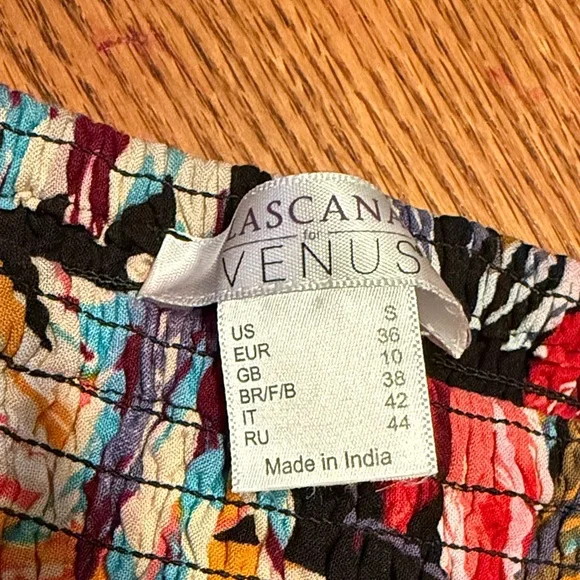 LASCANA
for
VENUS
US S
EUR 36
GB 10
BR/F/B 38
IT 42
RU 44
Made in India